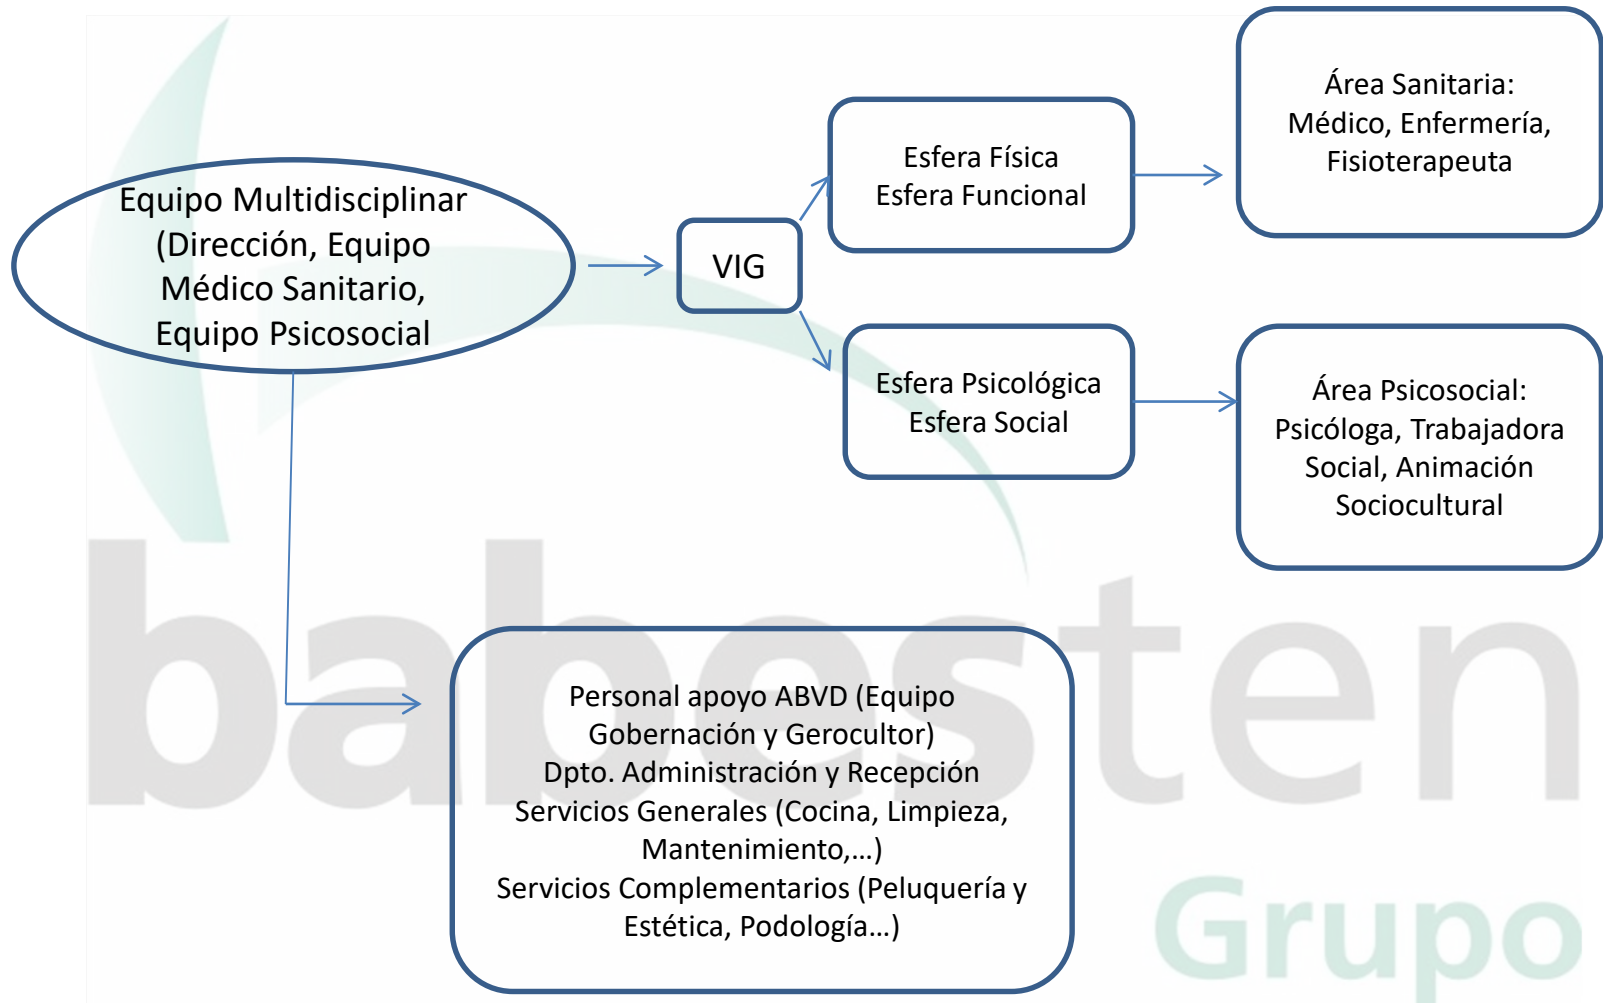 Equipo Multidisciplinar
(Dirección, Equipo
Médico Sanitario,
Equipo Psicosocial
VIG
Esfera Física
Esfera Funcional
Área Sanitaria:
Médico, Enfermería,
Fisioterapeuta
Esfera Psicológica
Esfera Social
Área Psicosocial:
Psicóloga, Trabajadora
Social, Animación
Sociocultural
Personal apoyo ABVD (Equipo
Gobernación y Gerocultor)
Dpto. Administración y Recepción
Servicios Generales (Cocina, Limpieza,
Mantenimiento,…)
Servicios Complementarios (Peluquería y
Estética, Podología…)
babesten
Grupo